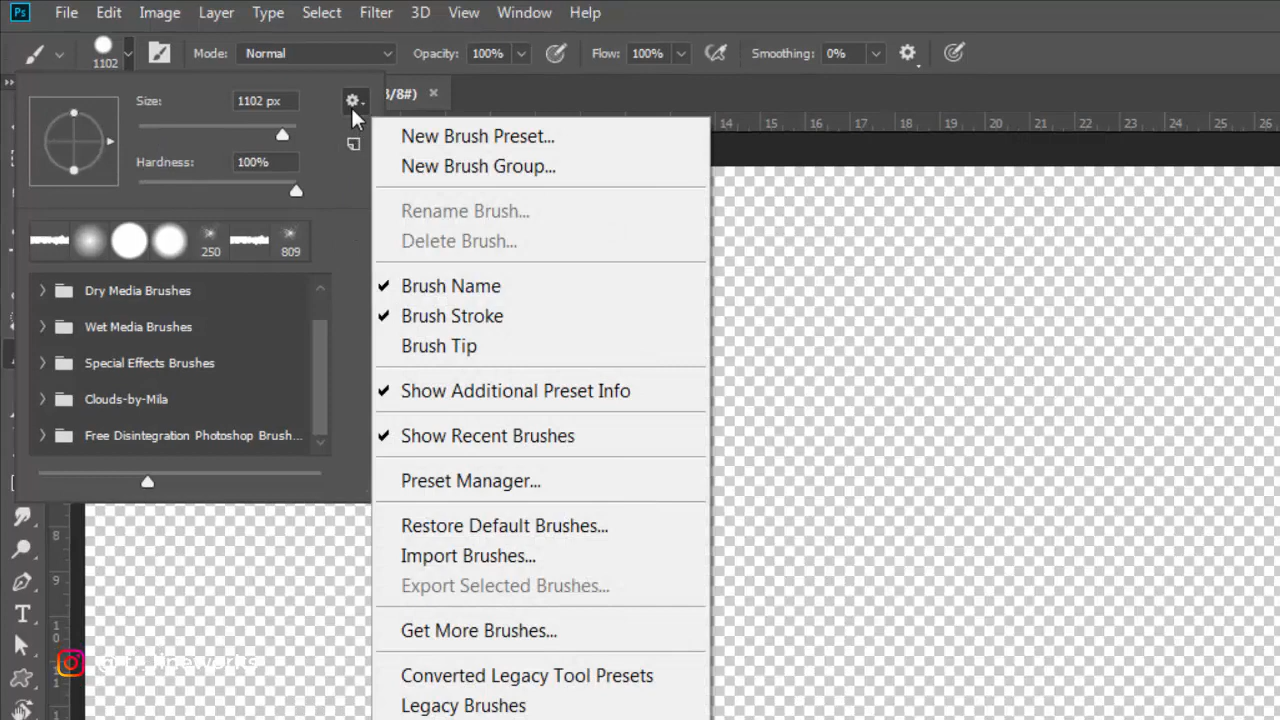 Ps File Edit Image Layer Type Select Filter 3D View Window Help
1102 Mode: Normal Opacity: 100% Flow: 100% Smoothing: 0%
/8#) ×
Size: 1102 px
Hardness: 100%
250 809
Dry Media Brushes
Wet Media Brushes
Special Effects Brushes
Clouds-by-Mila
Free Disintegration Photoshop Brush...
New Brush Preset...
New Brush Group...
Rename Brush...
Delete Brush...
Brush Name
Brush Stroke
Brush Tip
Show Additional Preset Info
Show Recent Brushes
Preset Manager...
Restore Default Brushes...
Import Brushes...
Export Selected Brushes...
Get More Brushes...
Converted Legacy Tool Presets
Legacy Brushes
14 15 16 17 18 19 20 21 22 23 24 25 26
8
9
10
11